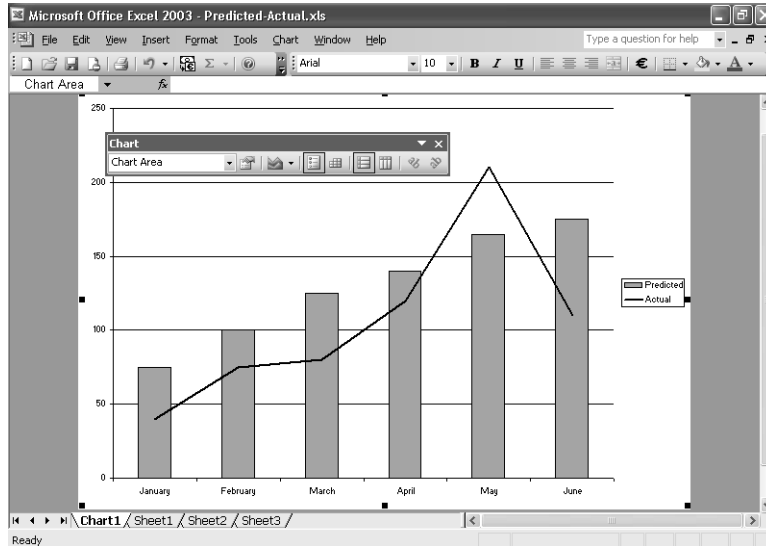 Microsoft Office Excel 2003 - Predicted-Actual.xls
File Edit View Insert Format Tools Chart Window Help Type a question for help
Σ Arial 10 B I U € A
Chart Area fx
Chart
Chart Area
250
200
150
100
50
0
January February March April May June
Predicted
Actual
Chart1 / Sheet1 / Sheet2 / Sheet3 /
Ready